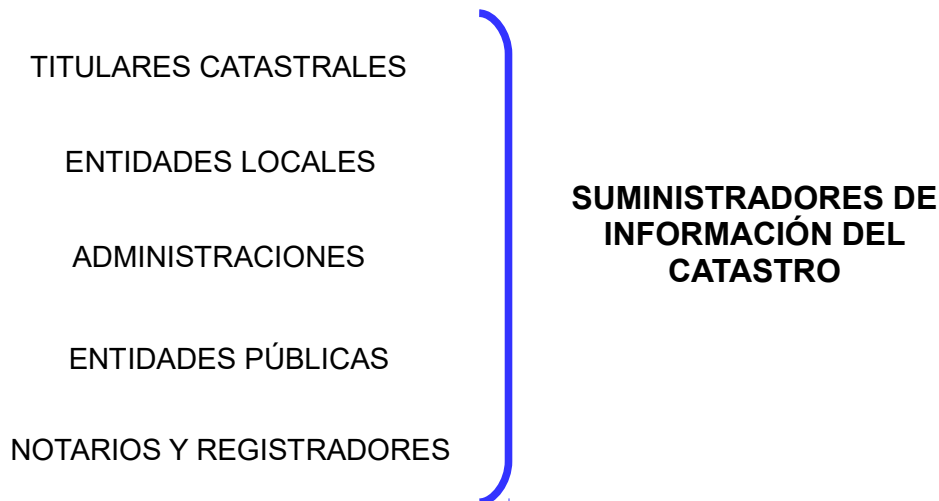 TITULARES CATASTRALES
ENTIDADES LOCALES
ADMINISTRACIONES
ENTIDADES PÚBLICAS
NOTARIOS Y REGISTRADORES
SUMINISTRADORES DE
INFORMACIÓN DEL
CATASTRO